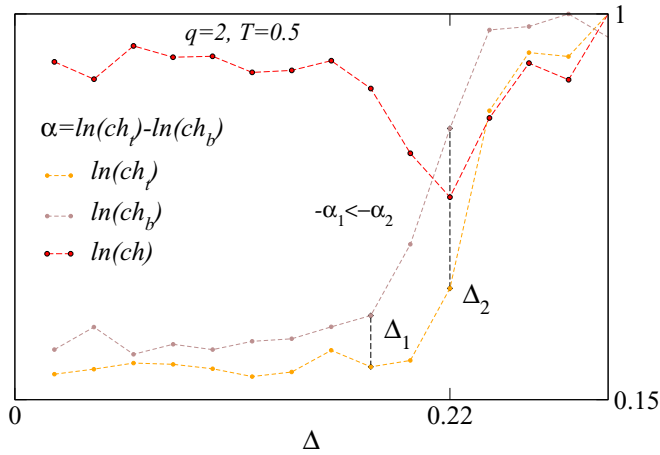 1
q=2, T=0.5
α=ln(ch_t)-ln(ch_b)
ln(ch_t)
ln(ch_b)
-α_1<-α_2
ln(ch)
Δ_2
Δ_1
0
0.22
0.15
Δ